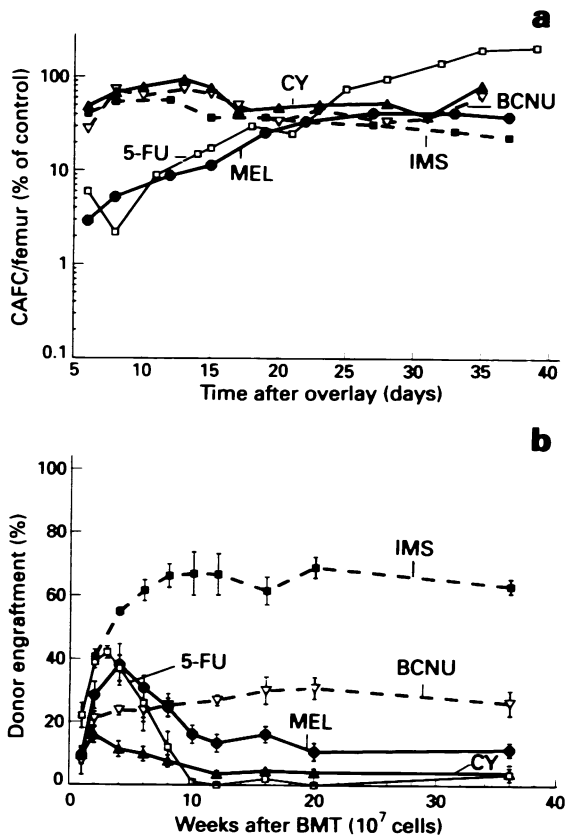 a
100
10
1
0.1
CAFC/femur (% of control)
CY
BCNU
5-FU
MEL
IMS
5 10 15 20 25 30 35 40
Time after overlay (days)
b
100
80
60
40
20
0
Donor engraftment (%)
IMS
5-FU
BCNU
MEL
CY
0 10 20 30 40
Weeks after BMT (10⁷ cells)